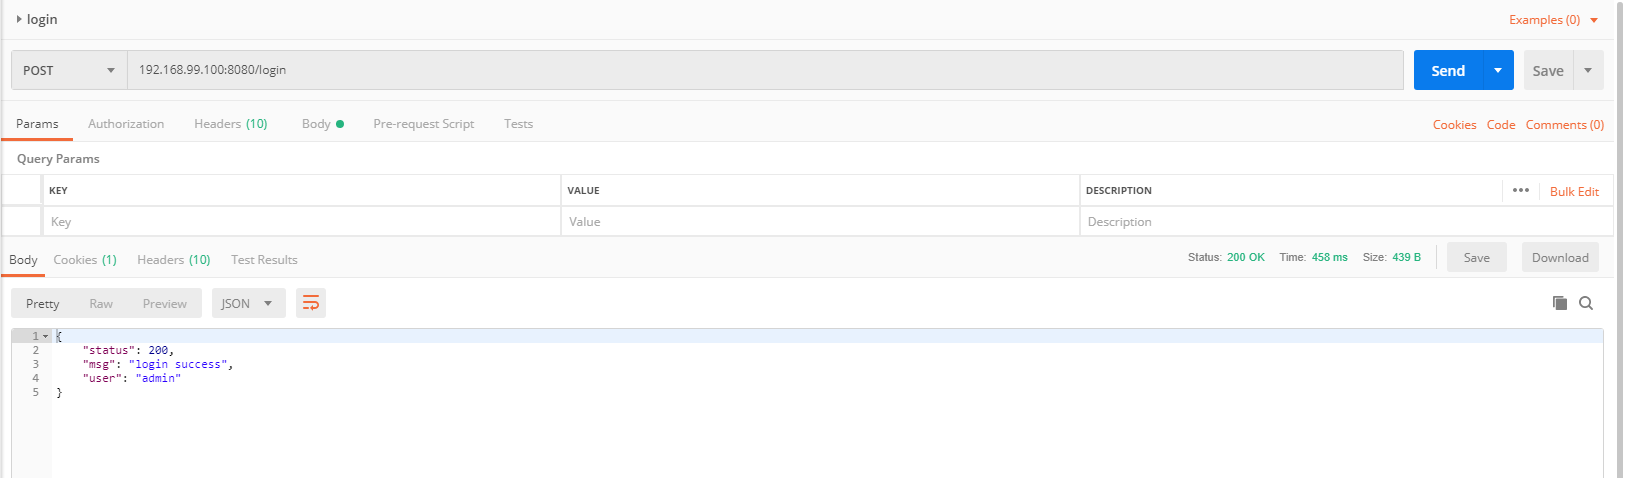 login
Examples (0)
POST
192.168.99.100:8080/login
Send
Save
Params Authorization Headers (10) Body Pre-request Script Tests
Cookies Code Comments (0)
Query Params
KEY VALUE DESCRIPTION ••• Bulk Edit
Key Value Description
Body Cookies (1) Headers (10) Test Results
Status: 200 OK Time: 458 ms Size: 439 B Save Download
Pretty Raw Preview JSON
1 {
2 "status": 200,
3 "msg": "login success",
4 "user": "admin"
5 }